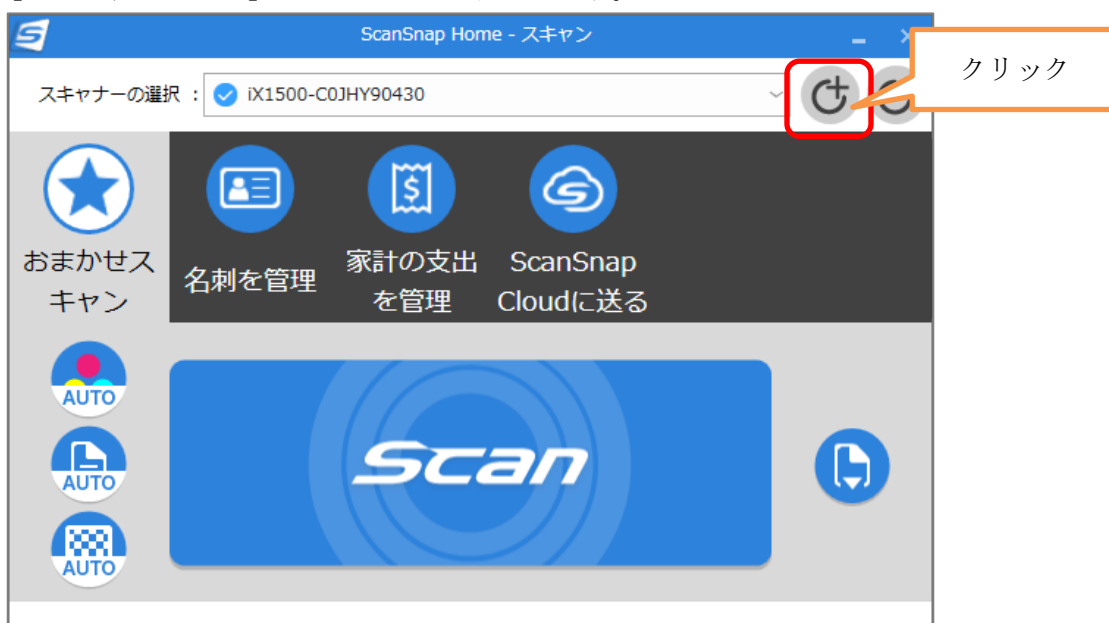 ScanSnap Home - スキャン
クリック
スキャナーの選択 : iX1500-C0JHY90430
おまかせス
キャン
名刺を管理
家計の支出
を管理
ScanSnap
Cloudに送る
AUTO
AUTO
AUTO
Scan